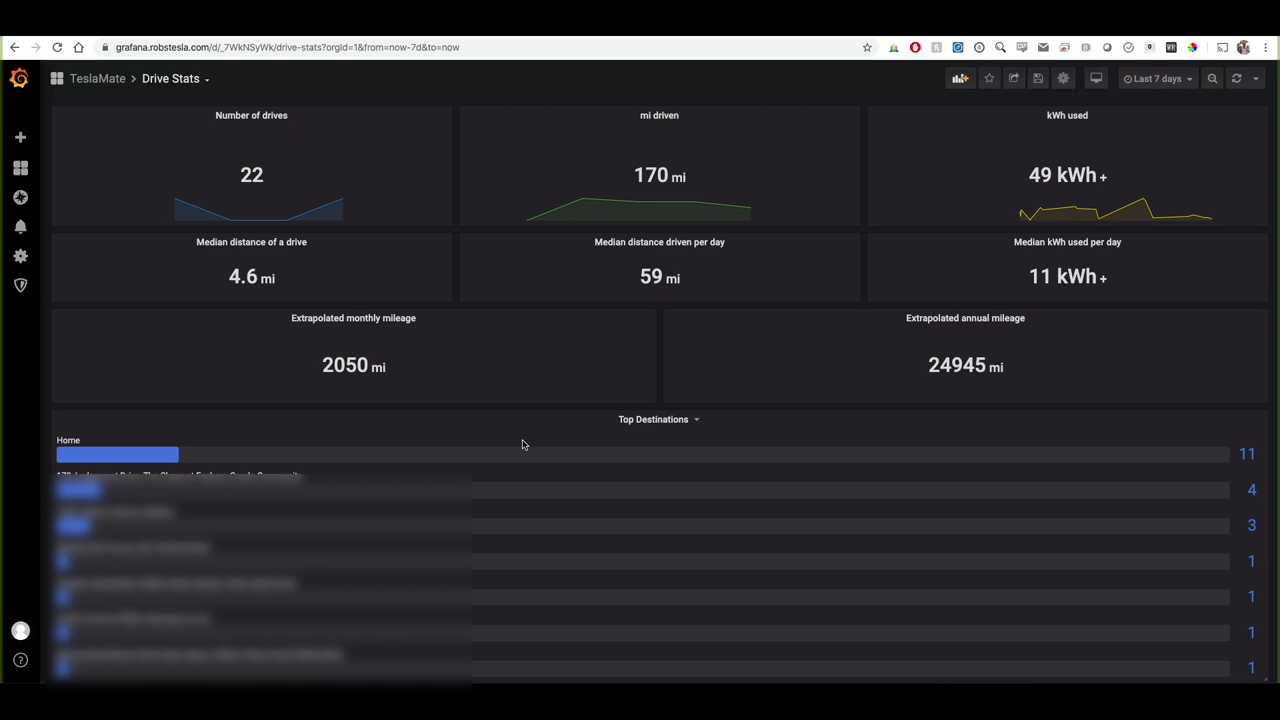 grafana.robstesla.com/d/_7WkNSyWk/drive-stats?orgId=1&from=now-7d&to=now
TeslaMate > Drive Stats
Last 7 days
Number of drives
mi driven
kWh used
22
170 mi
49 kWh +
Median distance of a drive
Median distance driven per day
Median kWh used per day
4.6 mi
59 mi
11 kWh +
Extrapolated monthly mileage
Extrapolated annual mileage
2050 mi
24945 mi
Top Destinations
Home
11
4
3
1
1
1
1